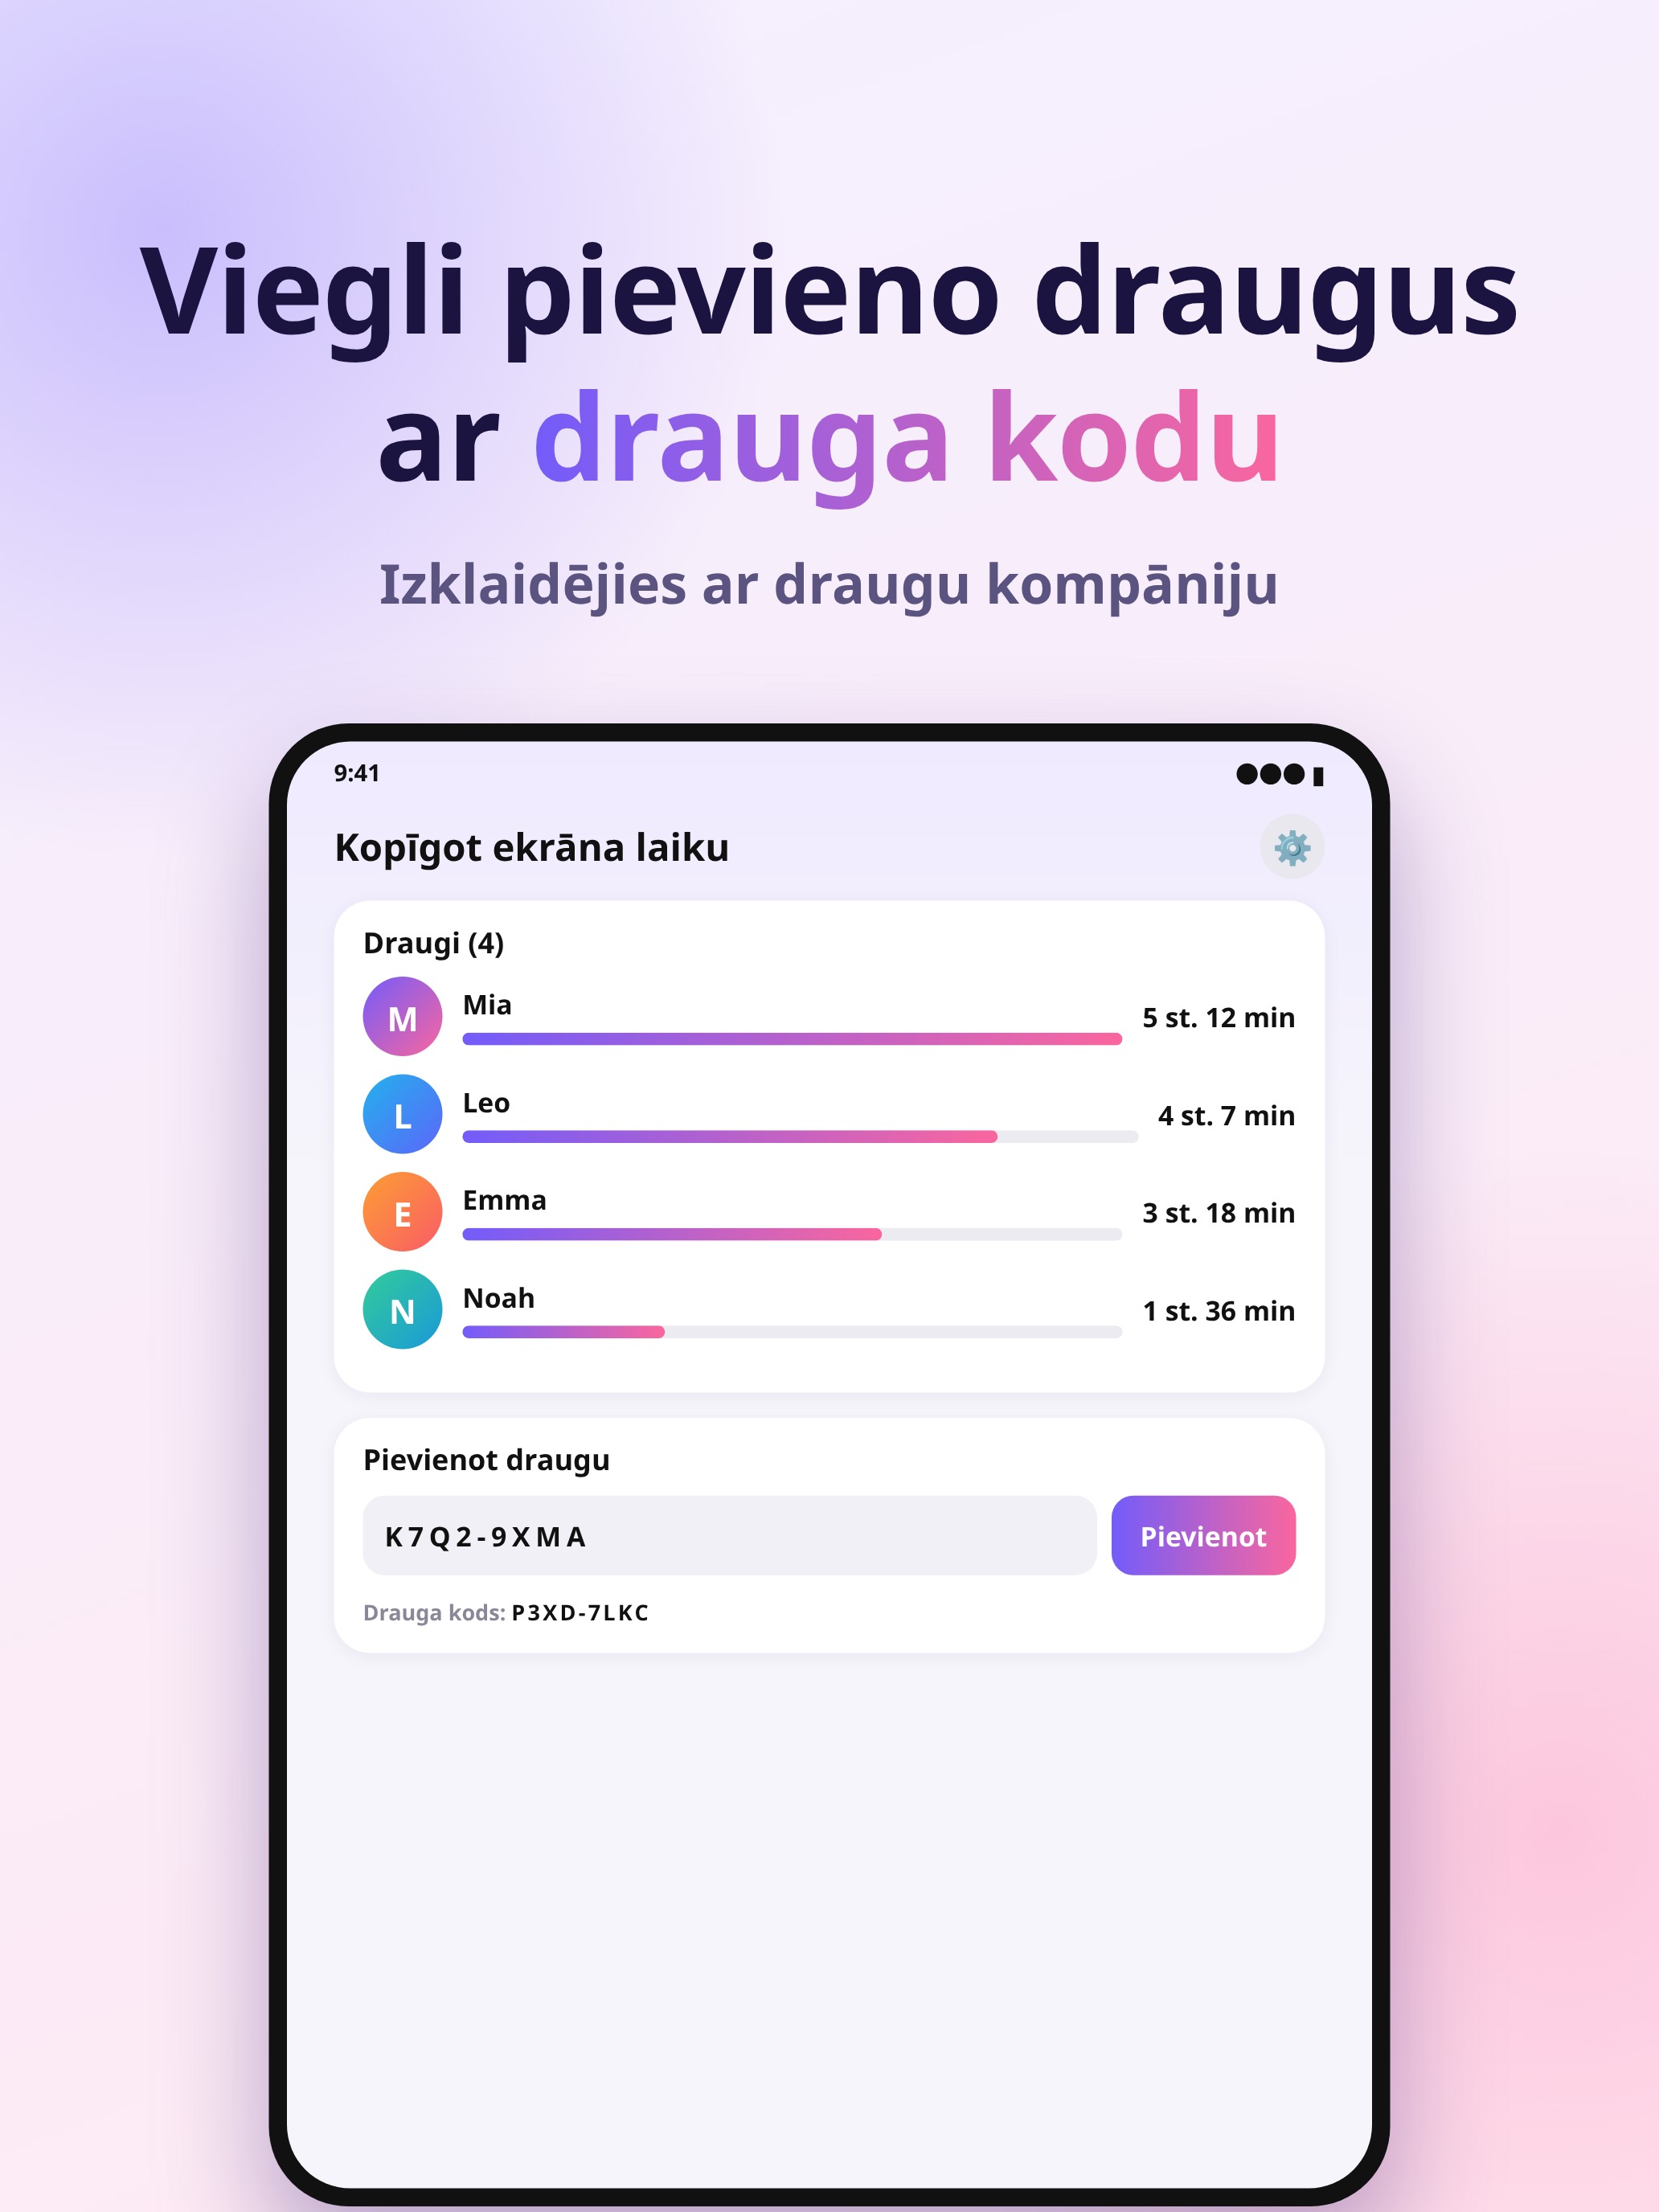 Viegli pievieno draugus
ar drauga kodu
Izklaidējies ar draugu kompāniju
9:41
Kopīgot ekrāna laiku
Draugi (4)
M
Mia
5 st. 12 min
L
Leo
4 st. 7 min
E
Emma
3 st. 18 min
N
Noah
1 st. 36 min
Pievienot draugu
K7Q2-9XMA
Pievienot
Drauga kods: P3XD-7LKC